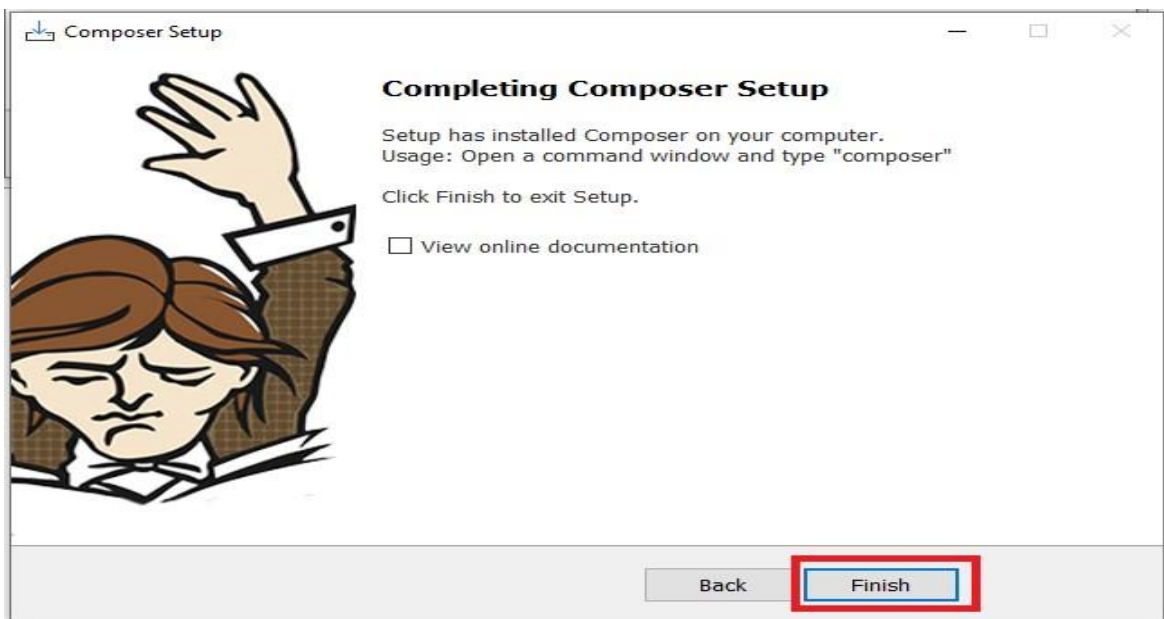 Composer Setup
Completing Composer Setup
Setup has installed Composer on your computer.
Usage: Open a command window and type "composer"
Click Finish to exit Setup.
View online documentation
Back
Finish